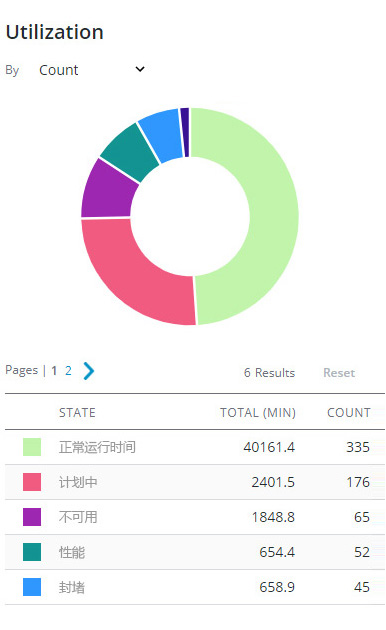 Utilization
By Count
Pages | 1 2
6 Results Reset
STATE TOTAL (MIN) COUNT
正常运行时间 40161.4 335
计划中 2401.5 176
不可用 1848.8 65
性能 654.4 52
封堵 658.9 45